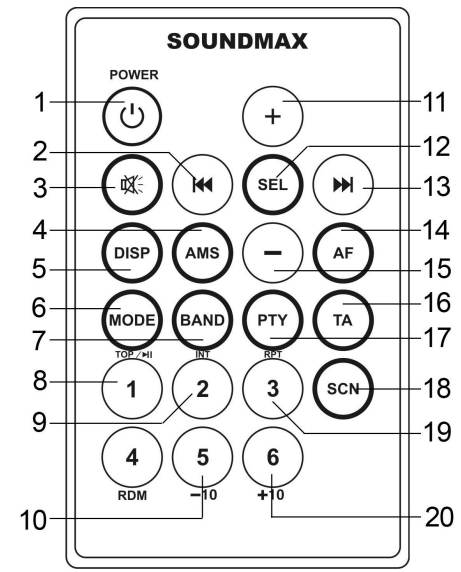 SOUNDMAX
POWER
1
11
+
2
12
3
SEL
13
4
14
DISP
AMS
−
AF
5
15
6
16
MODE
BAND
PTY
TA
7
17
TOP / ▶II
INT
RPT
8
1
2
3
SCN
18
9
19
4
5
6
RDM
−10
+10
10
20